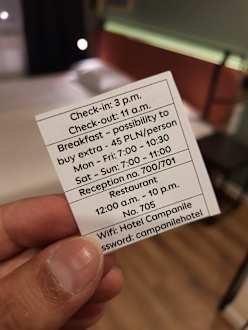 Check-in: 3 p.m.
Check-out: 11 a.m.
Breakfast - possibility to
buy extra - 45 PLN/person
Mon - Fri: 7:00 - 10:30
Sat - Sun: 7:00 - 11:00
Reception no. 700/701
Restaurant
12:00 a.m. - 10 p.m.
No. 705
Wifi: Hotel Campanile
ssword: campanilehotel